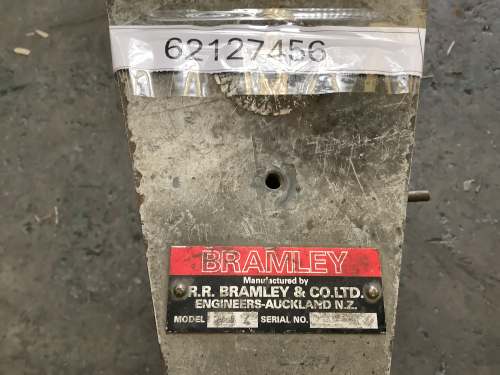 62127456
BRAMLEY
Manufactured by
R.R. BRAMLEY & CO.LTD.
ENGINEERS-AUCKLAND N.Z.
MODEL SERIAL NO.